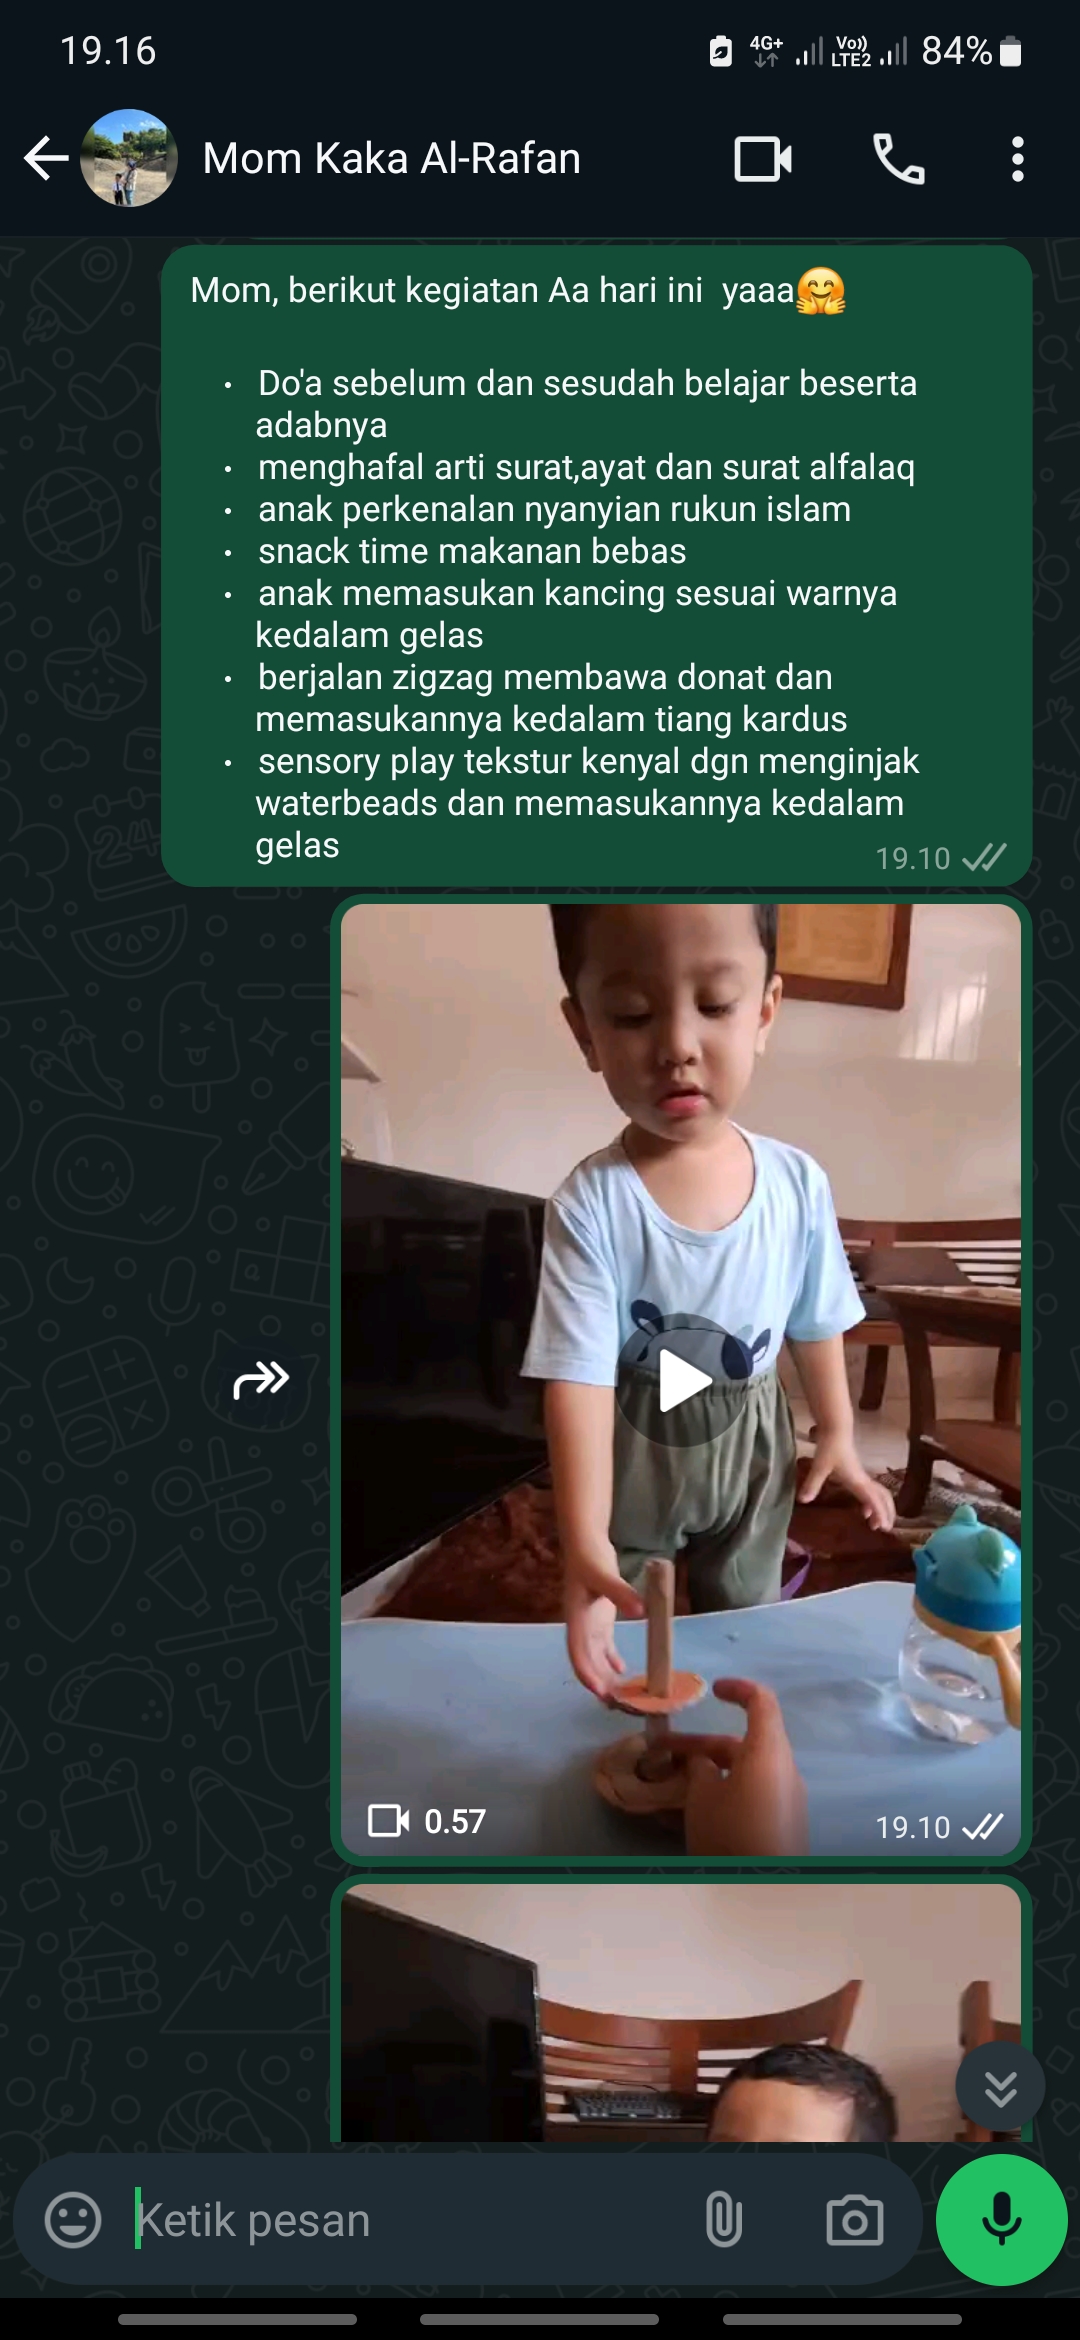 19.16
4G+
Vo))
LTE2
84%
Mom Kaka Al-Rafan
Mom, berikut kegiatan Aa hari ini  yaaa🤗
• Do'a sebelum dan sesudah belajar beserta
adabnya
• menghafal arti surat,ayat dan surat alfalaq
• anak perkenalan nyanyian rukun islam
• snack time makanan bebas
• anak memasukan kancing sesuai warnya
kedalam gelas
• berjalan zigzag membawa donat dan
memasukannya kedalam tiang kardus
• sensory play tekstur kenyal dgn menginjak
waterbeads dan memasukannya kedalam
gelas
19.10
0.57
19.10
Ketik pesan